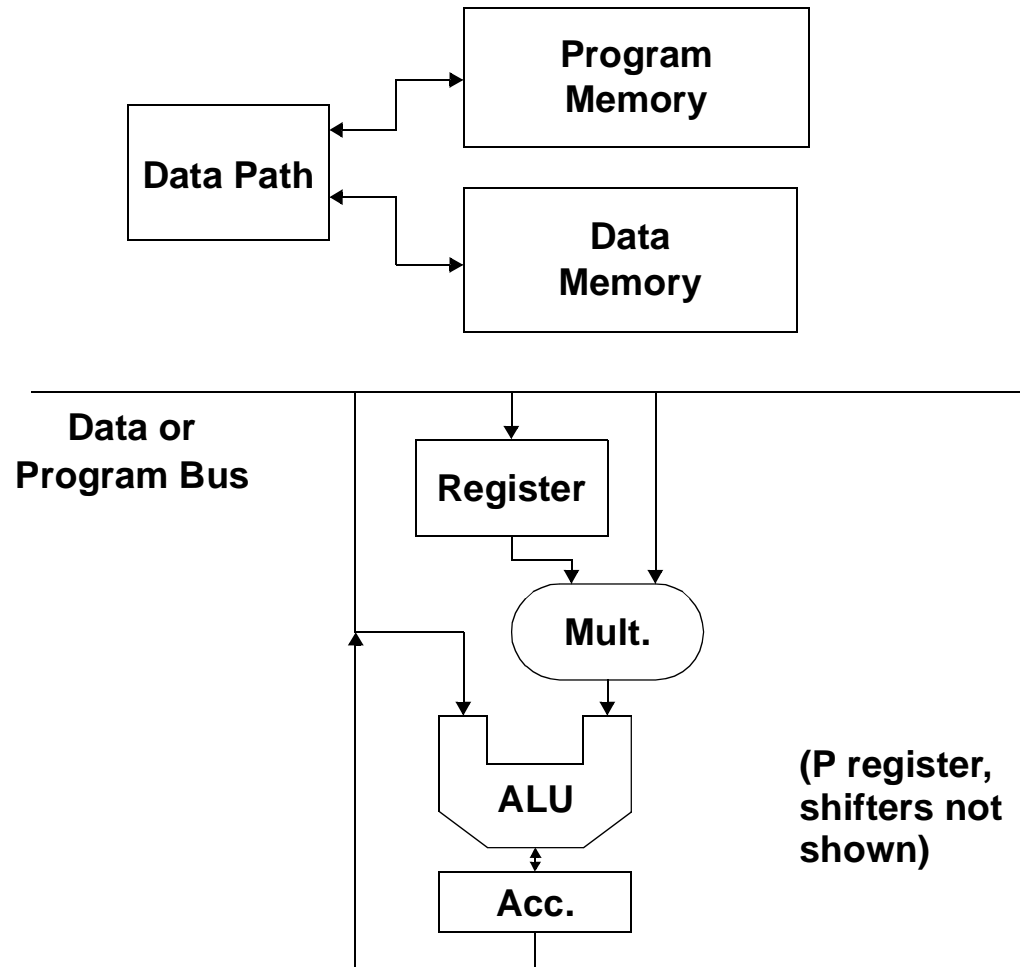 Program
Memory
Data Path
Data
Memory
Data or
Program Bus
Register
Mult.
ALU
(P register,
shifters not
shown)
Acc.